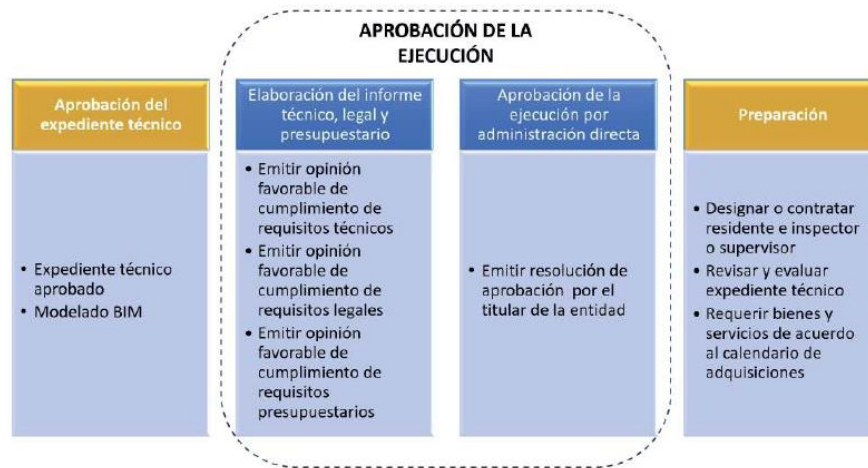 APROBACIÓN DE LA
EJECUCIÓN
Aprobación del
expediente técnico
• Expediente técnico
aprobado
• Modelado BIM
Elaboración del informe
técnico, legal y
presupuestario
• Emitir opinión
favorable de
cumplimiento de
requisitos técnicos
• Emitir opinión
favorable de
cumplimiento de
requisitos legales
• Emitir opinión
favorable de
cumplimiento de
requisitos
presupuestarios
Aprobación de la
ejecución por
administración directa
• Emitir resolución de
aprobación por el
titular de la entidad
Preparación
• Designar o contratar
residente e inspector
o supervisor
• Revisar y evaluar
expediente técnico
• Requerir bienes y
servicios de acuerdo
al calendario de
adquisiciones